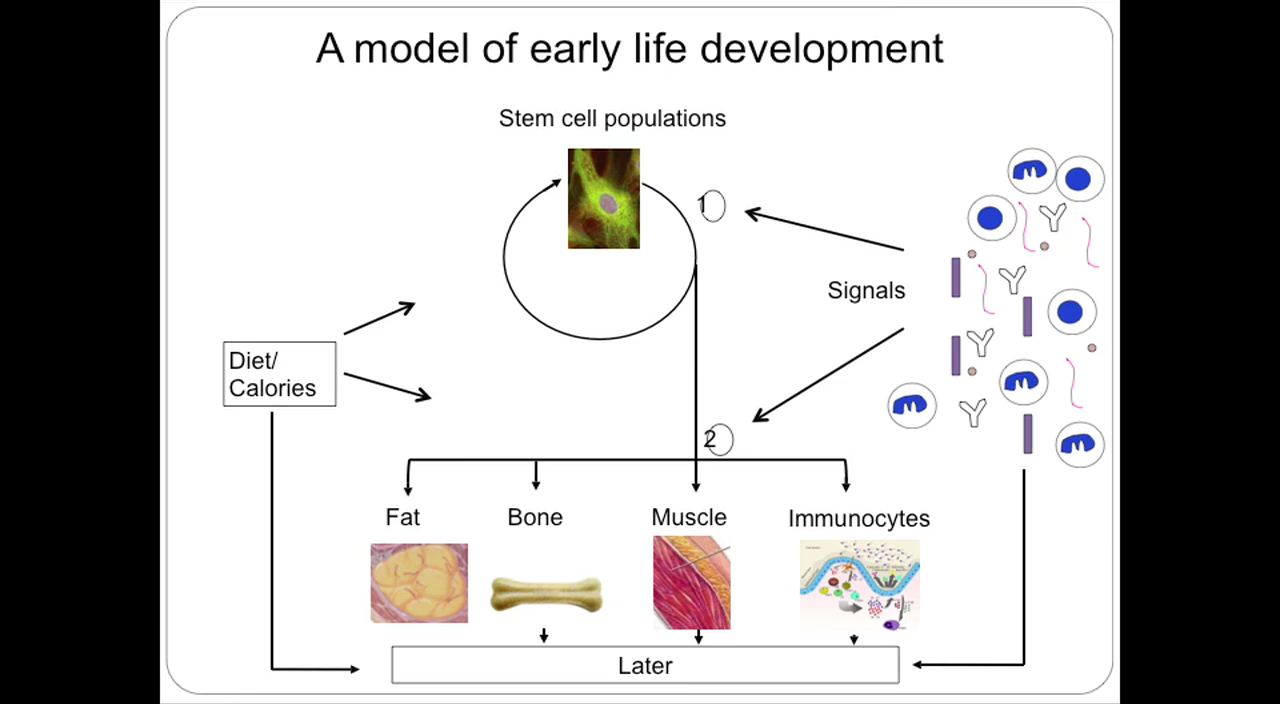 A model of early life development
Stem cell populations
1
Signals
Diet/
Calories
2
Fat
Bone
Muscle
Immunocytes
Later